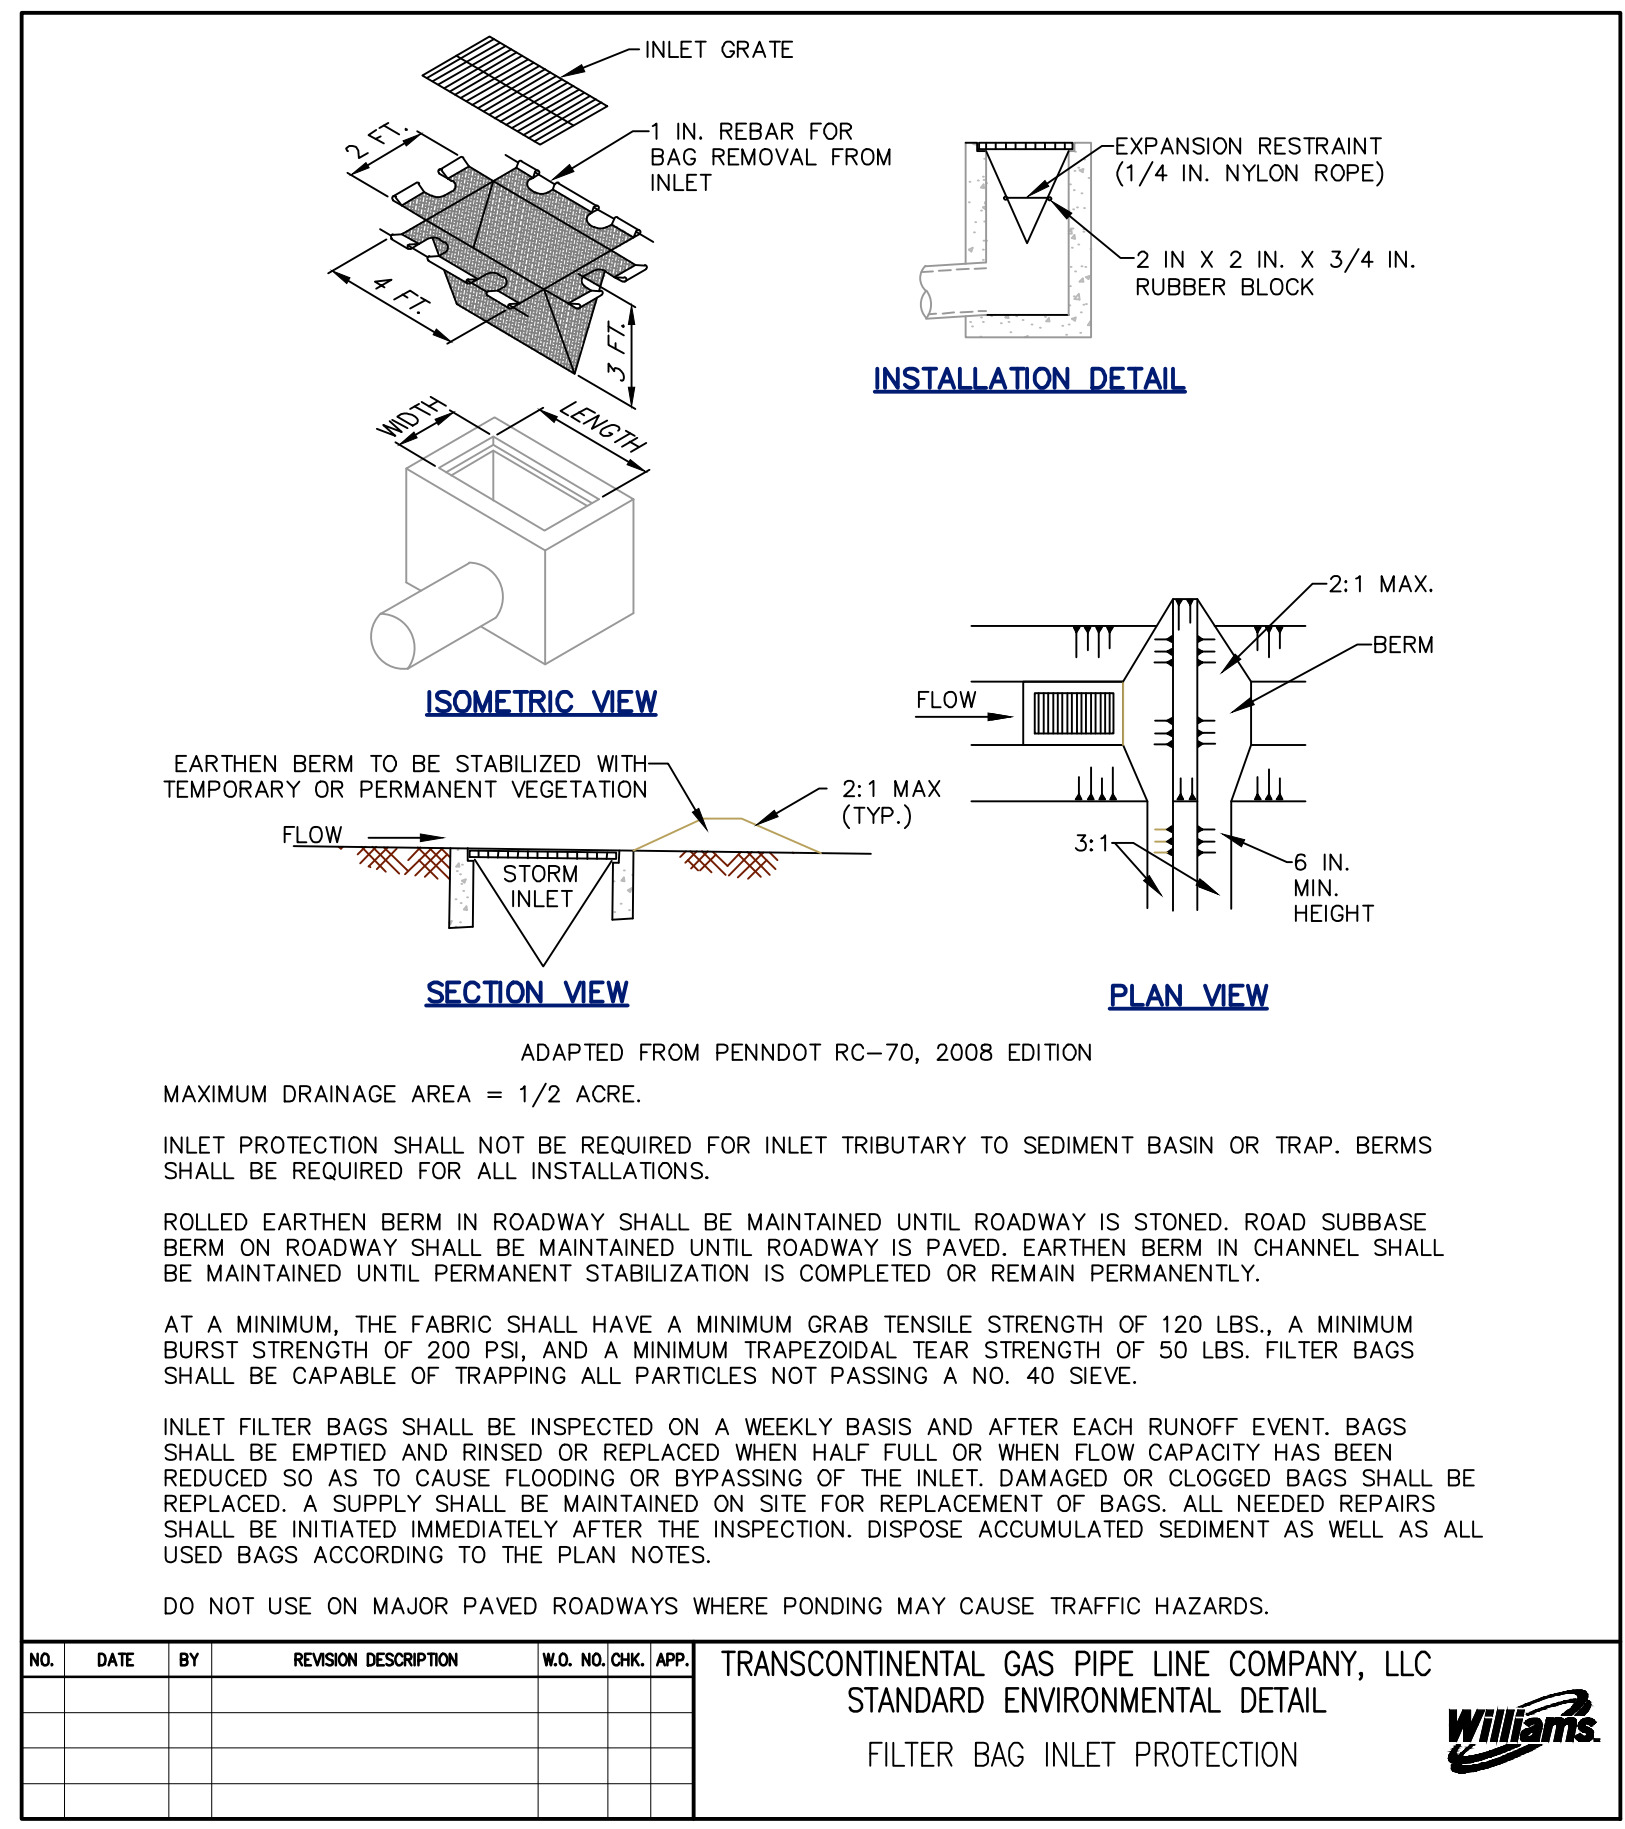 INLET GRATE
1 IN. REBAR FOR
BAG REMOVAL FROM
INLET
2 FT.
4 FT.
3 FT.
WIDTH
LENGTH
ISOMETRIC VIEW
EXPANSION RESTRAINT
(1/4 IN. NYLON ROPE)
2 IN X 2 IN. X 3/4 IN.
RUBBER BLOCK
INSTALLATION DETAIL
EARTHEN BERM TO BE STABILIZED WITH
TEMPORARY OR PERMANENT VEGETATION
2:1 MAX
(TYP.)
FLOW
STORM
INLET
SECTION VIEW
2:1 MAX.
BERM
FLOW
3:1
6 IN.
MIN.
HEIGHT
PLAN VIEW
ADAPTED FROM PENNDOT RC-70, 2008 EDITION
MAXIMUM DRAINAGE AREA = 1/2 ACRE.
INLET PROTECTION SHALL NOT BE REQUIRED FOR INLET TRIBUTARY TO SEDIMENT BASIN OR TRAP. BERMS
SHALL BE REQUIRED FOR ALL INSTALLATIONS.
ROLLED EARTHEN BERM IN ROADWAY SHALL BE MAINTAINED UNTIL ROADWAY IS STONED. ROAD SUBBASE
BERM ON ROADWAY SHALL BE MAINTAINED UNTIL ROADWAY IS PAVED. EARTHEN BERM IN CHANNEL SHALL
BE MAINTAINED UNTIL PERMANENT STABILIZATION IS COMPLETED OR REMAIN PERMANENTLY.
AT A MINIMUM, THE FABRIC SHALL HAVE A MINIMUM GRAB TENSILE STRENGTH OF 120 LBS., A MINIMUM
BURST STRENGTH OF 200 PSI, AND A MINIMUM TRAPEZOIDAL TEAR STRENGTH OF 50 LBS. FILTER BAGS
SHALL BE CAPABLE OF TRAPPING ALL PARTICLES NOT PASSING A NO. 40 SIEVE.
INLET FILTER BAGS SHALL BE INSPECTED ON A WEEKLY BASIS AND AFTER EACH RUNOFF EVENT. BAGS
SHALL BE EMPTIED AND RINSED OR REPLACED WHEN HALF FULL OR WHEN FLOW CAPACITY HAS BEEN
REDUCED SO AS TO CAUSE FLOODING OR BYPASSING OF THE INLET. DAMAGED OR CLOGGED BAGS SHALL BE
REPLACED. A SUPPLY SHALL BE MAINTAINED ON SITE FOR REPLACEMENT OF BAGS. ALL NEEDED REPAIRS
SHALL BE INITIATED IMMEDIATELY AFTER THE INSPECTION. DISPOSE ACCUMULATED SEDIMENT AS WELL AS ALL
USED BAGS ACCORDING TO THE PLAN NOTES.
DO NOT USE ON MAJOR PAVED ROADWAYS WHERE PONDING MAY CAUSE TRAFFIC HAZARDS.
NO. DATE BY REVISION DESCRIPTION W.O. NO. CHK. APP.
TRANSCONTINENTAL GAS PIPE LINE COMPANY, LLC
STANDARD ENVIRONMENTAL DETAIL
FILTER BAG INLET PROTECTION
Williams